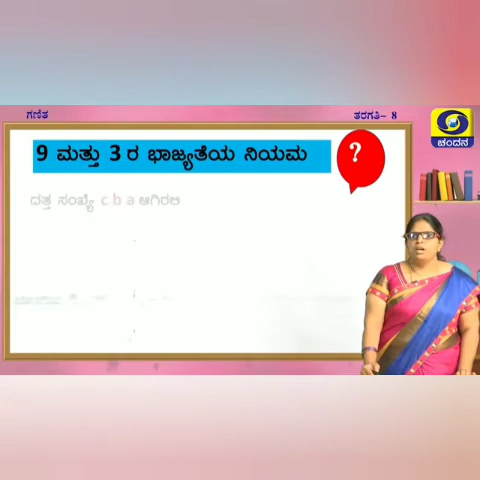 ಗಣಿತ
ತರಗತಿ- 8
ಚಂದನ
9 ಮತ್ತು 3 ರ ಭಾಜ್ಯತೆಯ ನಿಯಮ
?
ದತ್ತ ಸಂಖ್ಯೆ c b a ಆಗಿರಲಿ